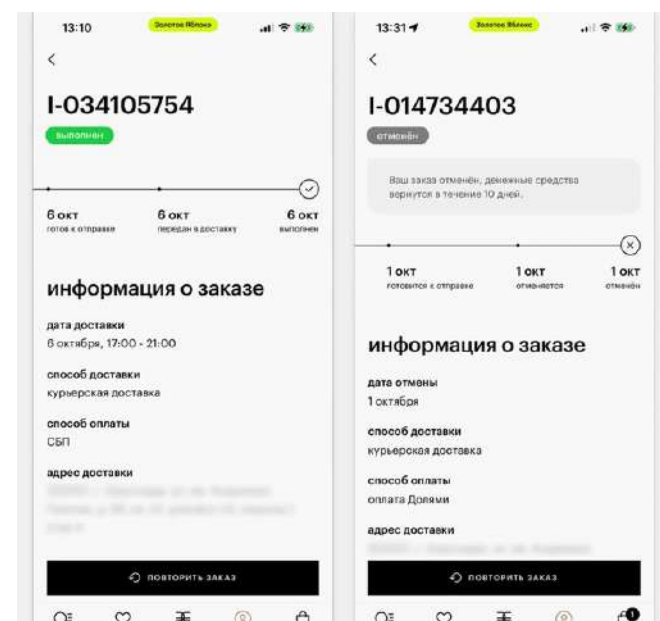 13:10
Золотое Яблоко
I-034105754
выполнен
6 окт
6 окт
6 окт
готов к отправке
передан в доставку
выполнен
информация о заказе
дата доставки
6 октября, 17:00 - 21:00
способ доставки
курьерская доставка
способ оплаты
СБП
адрес доставки
ПОВТОРИТЬ ЗАКАЗ
13:31
Золотое Яблоко
I-014734403
отменён
Ваш заказ отменён, денежные средства
вернутся в течение 10 дней.
1 окт
1 окт
1 окт
готовится к отправке
отменяется
отменён
информация о заказе
дата отмены
1 октября
способ доставки
курьерская доставка
способ оплаты
оплата Долями
адрес доставки
ПОВТОРИТЬ ЗАКАЗ
1